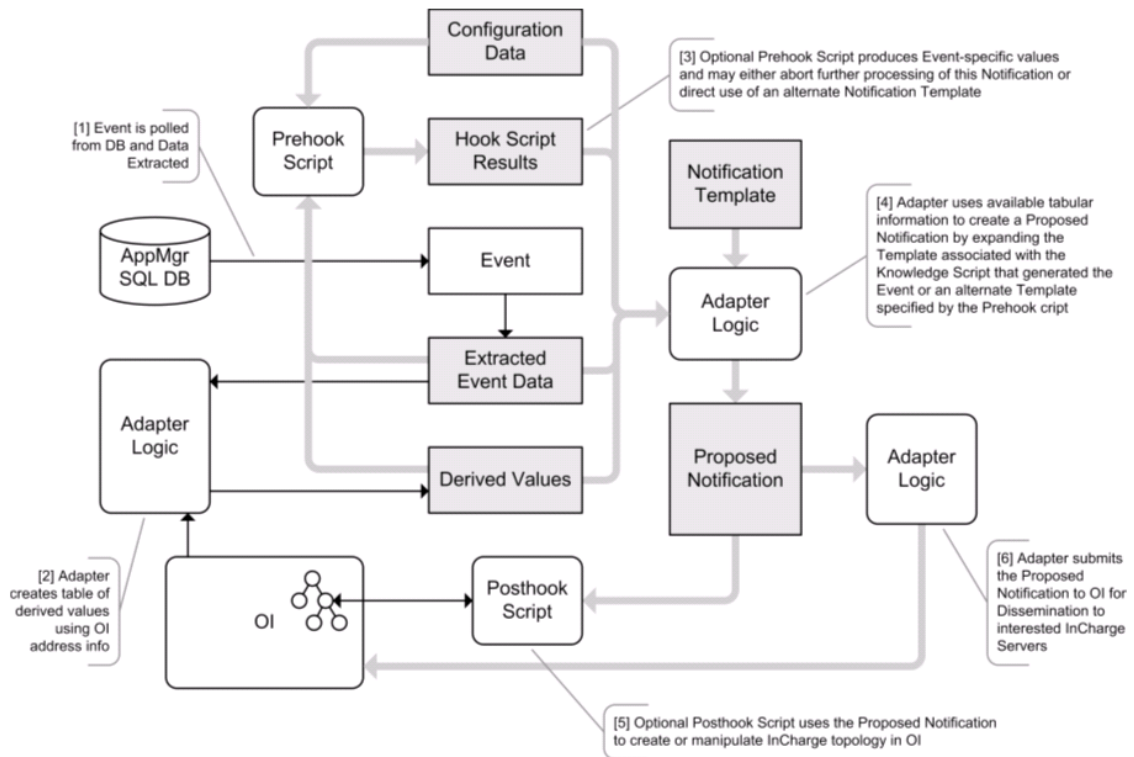 Configuration
Data
[3] Optional Prehook Script produces Event-specific values
and may either abort further processing of this Notification or
direct use of an alternate Notification Template
[1] Event is polled
from DB and Data
Extracted
Prehook
Script
Hook Script
Results
Notification
Template
[4] Adapter uses available tabular
information to create a Proposed
Notification by expanding the
Template associated with the
Knowledge Script that generated the
Event or an alternate Template
specified by the Prehook cript
AppMgr
SQL DB
Event
Adapter
Logic
Extracted
Event Data
Adapter
Logic
Derived Values
Proposed
Notification
Adapter
Logic
[2] Adapter
creates table of
derived values
using OI
address info
OI
Posthook
Script
[6] Adapter submits
the Proposed
Notification to OI for
Dissemination to
interested InCharge
Servers
[5] Optional Posthook Script uses the Proposed Notification
to create or manipulate InCharge topology in OI